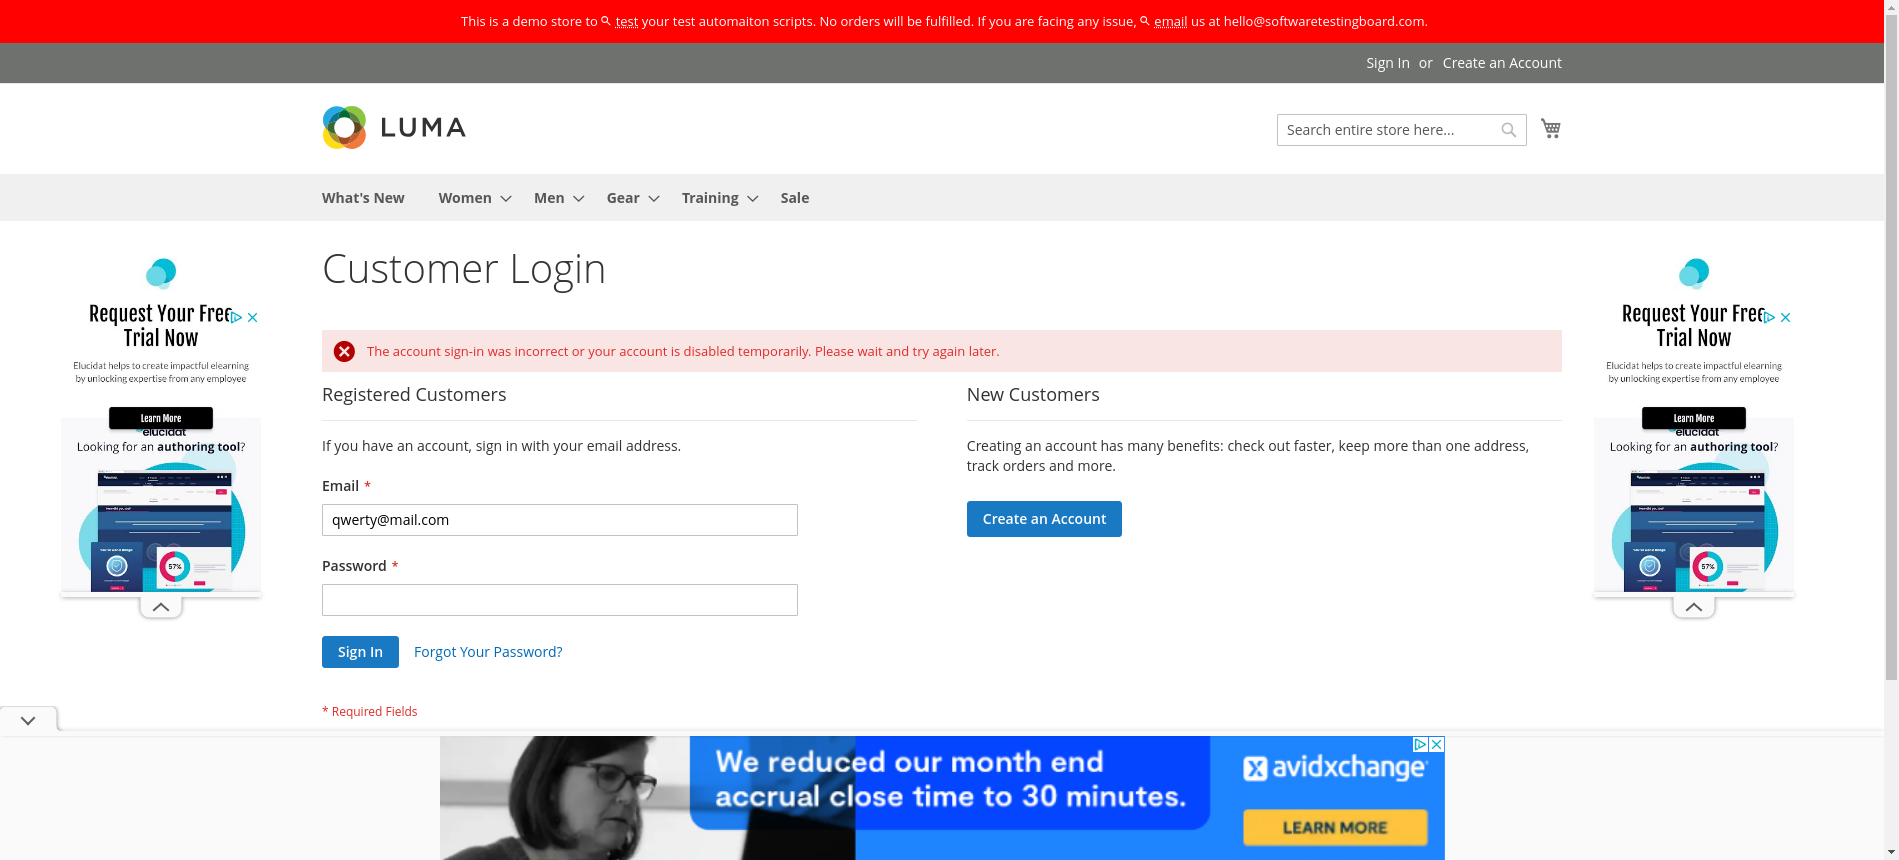 This is a demo store to test your test automaiton scripts. No orders will be fulfilled. If you are facing any issue, email us at hello@softwaretestingboard.com.
Sign In or Create an Account
LUMA
Search entire store here...
What's New Women Men Gear Training Sale
Customer Login
The account sign-in was incorrect or your account is disabled temporarily. Please wait and try again later.
Registered Customers
If you have an account, sign in with your email address.
Email *
qwerty@mail.com
Password *
Sign In Forgot Your Password?
* Required Fields
New Customers
Creating an account has many benefits: check out faster, keep more than one address,
track orders and more.
Create an Account
Request Your Free
Trial Now
Elucidat helps to create impactful elearning
by unlocking expertise from any employee
Learn More
elucidat
Looking for an authoring tool?
57%
Request Your Free
Trial Now
Elucidat helps to create impactful elearning
by unlocking expertise from any employee
Learn More
elucidat
Looking for an authoring tool?
57%
We reduced our month end
accrual close time to 30 minutes.
avidxchange
LEARN MORE